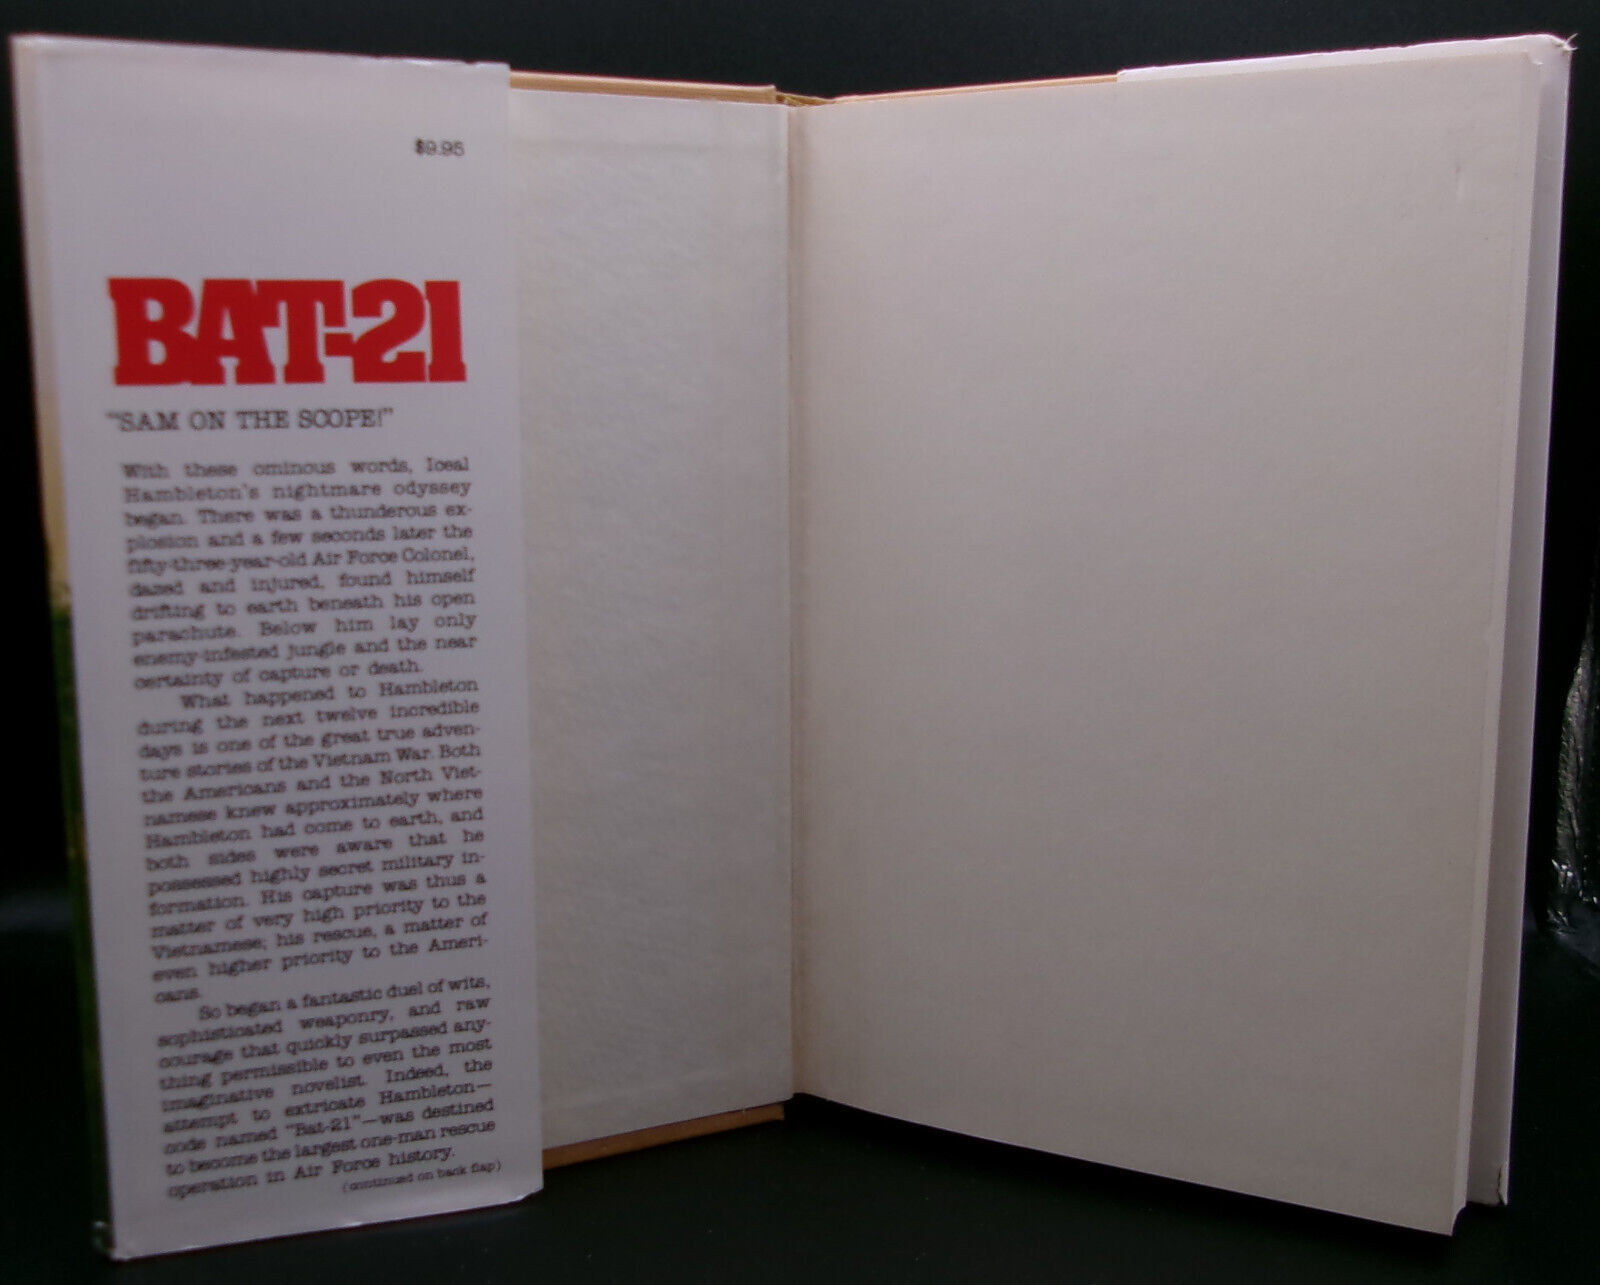 $9.95
BAT-21
"SAM ON THE SCOPE!"
With these ominous words, Iceal
Hambleton's nightmare odyssey
began. There was a thunderous ex-
plosion and a few seconds later the
fifty-three-year-old Air Force Colonel,
dazed and injured, found himself
drifting to earth beneath his open
parachute. Below him lay only
enemy-infested jungle and the near
certainty of capture or death.
What happened to Hambleton
during the next twelve incredible
days is one of the great true adven-
ture stories of the Vietnam War. Both
the Americans and the North Viet-
namese knew approximately where
Hambleton had come to earth, and
both sides were aware that he
possessed highly secret military in-
formation. His capture was thus a
matter of very high priority to the
Vietnamese; his rescue, a matter of
even higher priority to the Ameri-
cans.
So began a fantastic duel of wits,
sophisticated weaponry, and raw
courage that quickly surpassed any-
thing permissible to even the most
imaginative novelist. Indeed, the
attempt to extricate Hambleton—
code named "Bat-21"—was destined
to become the largest one-man rescue
operation in Air Force history.
(continued on back flap)